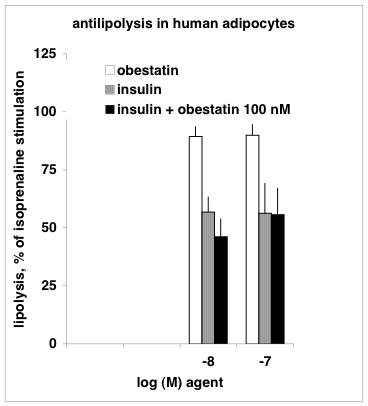 antilipolysis in human adipocytes
lipolysis, % of isoprenaline stimulation
125
100
75
50
25
0
obestatin
insulin
insulin + obestatin 100 nM
-8 -7
log (M) agent